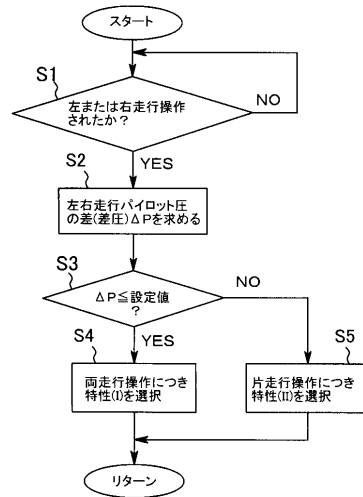 スタート
S1
左または右走行操作
されたか？
NO
YES
S2
左右走行パイロット圧
の差(差圧)ΔPを求める
S3
ΔP≦設定値
？
NO
YES
S4
両走行操作につき
特性(I)を選択
S5
片走行操作につき
特性(II)を選択
リターン